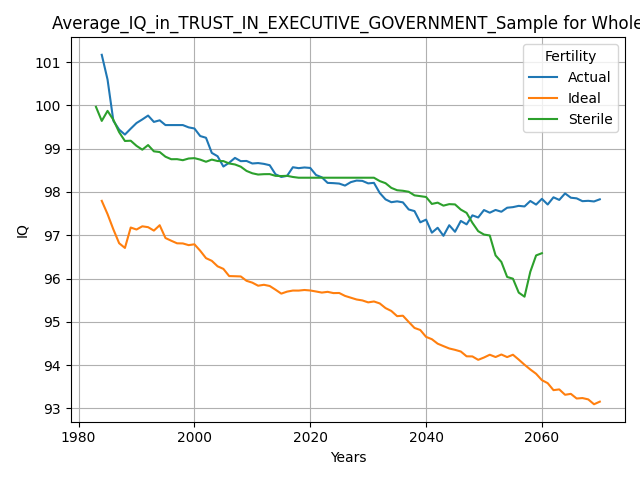 Average_IQ_in_TRUST_IN_EXECUTIVE_GOVERNMENT_Sample for Whole
Fertility
Actual
Ideal
Sterile
IQ
101
100
99
98
97
96
95
94
93
1980
2000
2020
2040
2060
Years